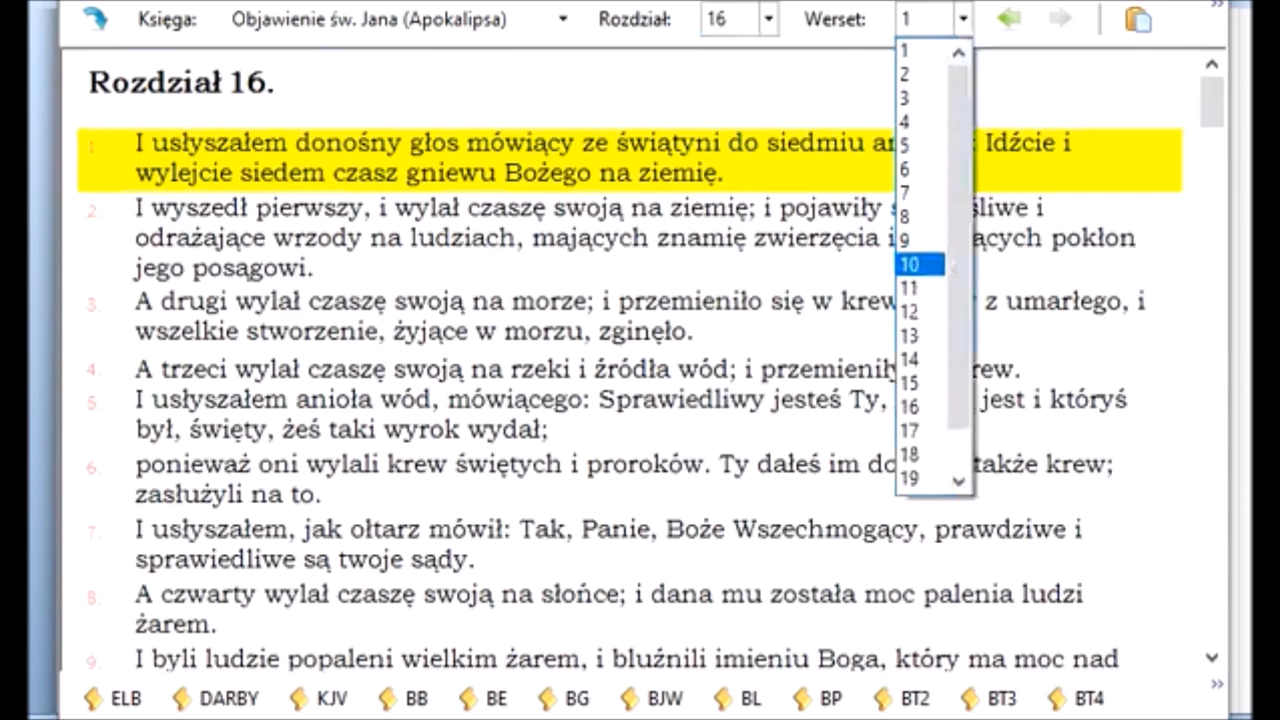 Księga: Objawienie św. Jana (Apokalipsa) Rozdział: 16 Werset: 1
1
2
3
4
5
6
7
8
9
10
11
12
13
14
15
16
17
18
19
Rozdział 16.
1. I usłyszałem donośny głos mówiący ze świątyni do siedmiu : Idźcie i
wylejcie siedem czasz gniewu Bożego na ziemię.
2. I wyszedł pierwszy, i wylał czaszę swoją na ziemię; i pojawiły i
odrażające wrzody na ludziach, mających znamię zwierzęcia i pokłon
jego posągowi.
3. A drugi wylał czaszę swoją na morze; i przemieniło się w krew z umarłego, i
wszelkie stworzenie, żyjące w morzu, zginęło.
4. A trzeci wylał czaszę swoją na rzeki i źródła wód; i
5. I usłyszałem anioła wód, mówiącego: Sprawiedliwy jesteś Ty, jest i któryś
był, święty, żeś taki wyrok wydał;
6. ponieważ oni wylali krew świętych i proroków. Ty dałeś im także krew;
zasłużyli na to.
7. I usłyszałem, jak ołtarz mówił: Tak, Panie, Boże Wszechmogący, prawdziwe i
sprawiedliwe są twoje sądy.
8. A czwarty wylał czaszę swoją na słońce; i dana mu została moc palenia ludzi
żarem.
9. I byli ludzie popaleni wielkim żarem, i bluźnili imieniu Boga, który ma moc nad
ELB DARBY KJV BB BE BG BJW BL BP BT2 BT3 BT4